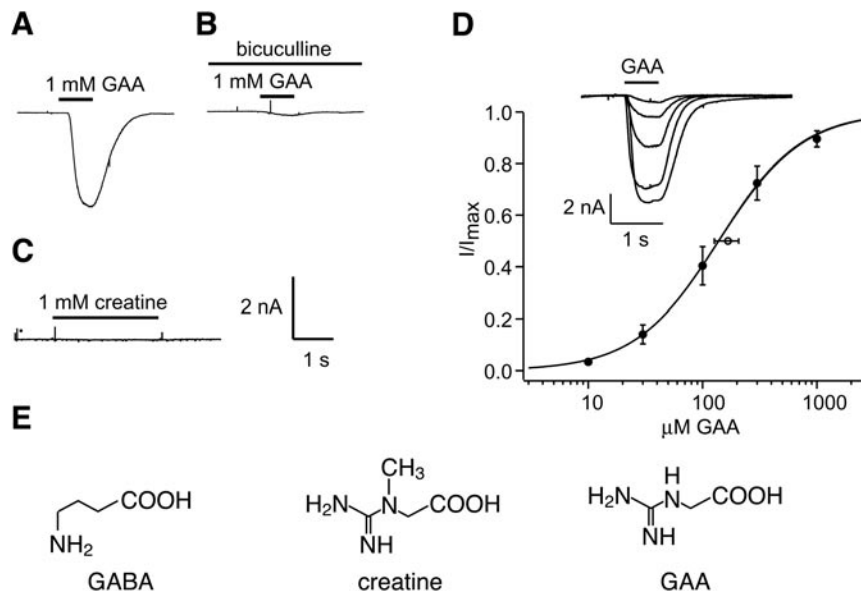 A
1 mM GAA
B
bicuculline
1 mM GAA
C
1 mM creatine
2 nA
1 s
D
GAA
2 nA
1 s
I/Imax
1.0
0.8
0.6
0.4
0.2
0.0
10 100 1000
µM GAA
E
COOH
NH2
GABA
CH3
H2N N COOH
NH
creatine
H
H2N N COOH
NH
GAA